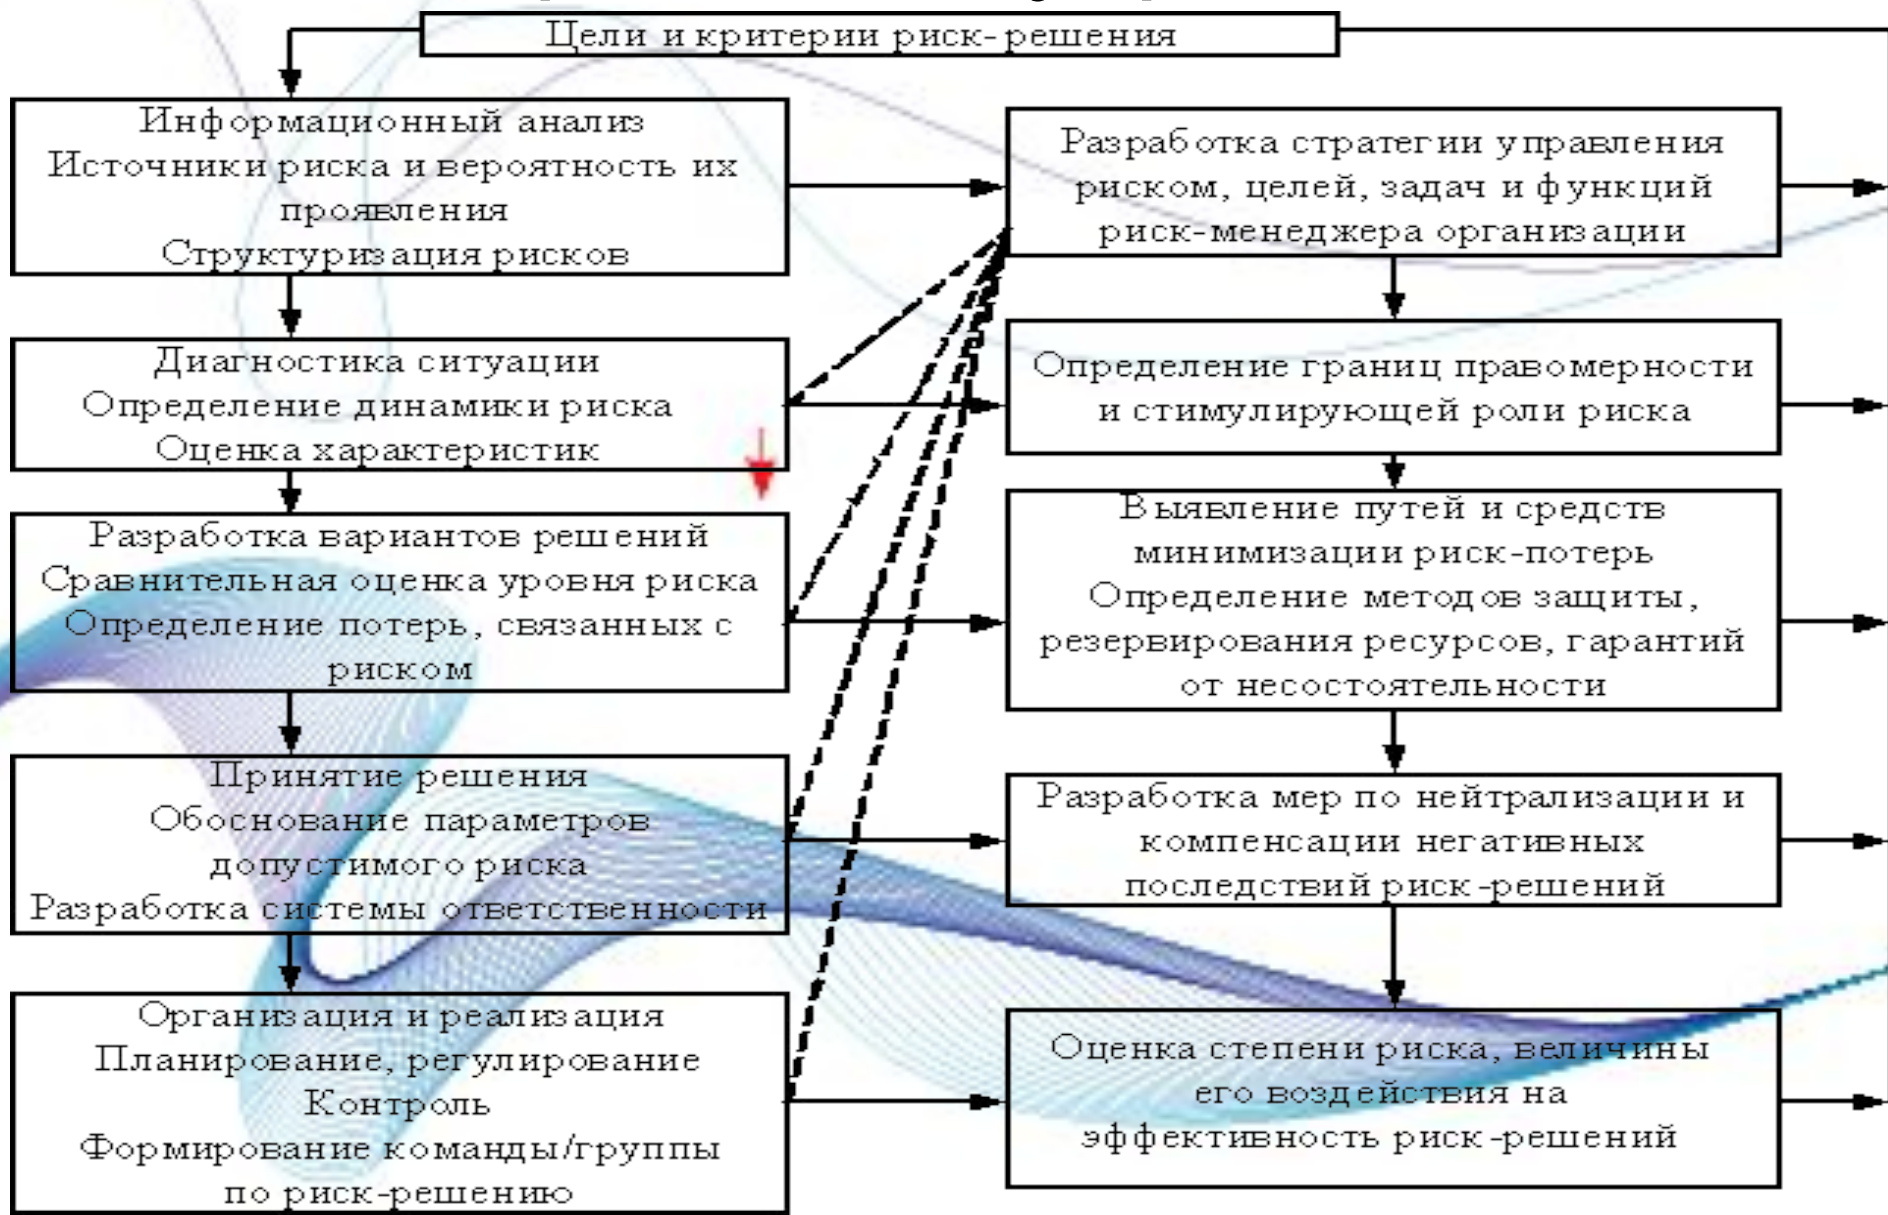 Цели и критерии риск-решения
Информационный анализ
Источники риска и вероятность их
проявления
Структуризация рисков
Диагностика ситуации
Определение динамики риска
Оценка характеристик
Разработка вариантов решений
Сравнительная оценка уровня риска
Определение потерь, связанных с
риском
Принятие решения
Обоснование параметров
допустимого риска
Разработка системы ответственности
Организация и реализация
Планирование, регулирование
Контроль
Формирование команды/группы
по риск-решению
Разработка стратегии управления
риском, целей, задач и функций
риск-менеджера организации
Определение границ правомерности
и стимулирующей роли риска
Выявление путей и средств
минимизации риск-потерь
Определение методов защиты,
резервирования ресурсов, гарантий
от несостоятельности
Разработка мер по нейтрализации и
компенсации негативных
последствий риск-решений
Оценка степени риска, величины
его воздействия на
эффективность риск-решений